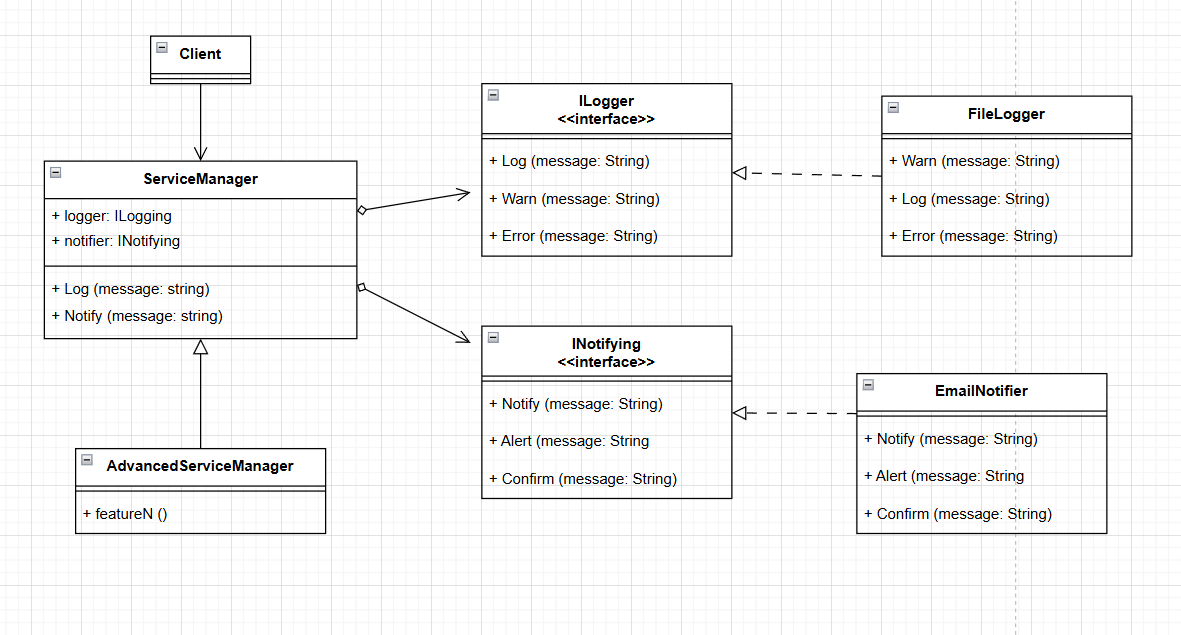 Client
ServiceManager
+ logger: ILogging
+ notifier: INotifying
+ Log (message: string)
+ Notify (message: string)
AdvancedServiceManager
+ featureN ()
ILogger
<<interface>>
+ Log (message: String)
+ Warn (message: String)
+ Error (message: String)
INotifying
<<interface>>
+ Notify (message: String)
+ Alert (message: String
+ Confirm (message: String)
FileLogger
+ Warn (message: String)
+ Log (message: String)
+ Error (message: String)
EmailNotifier
+ Notify (message: String)
+ Alert (message: String
+ Confirm (message: String)